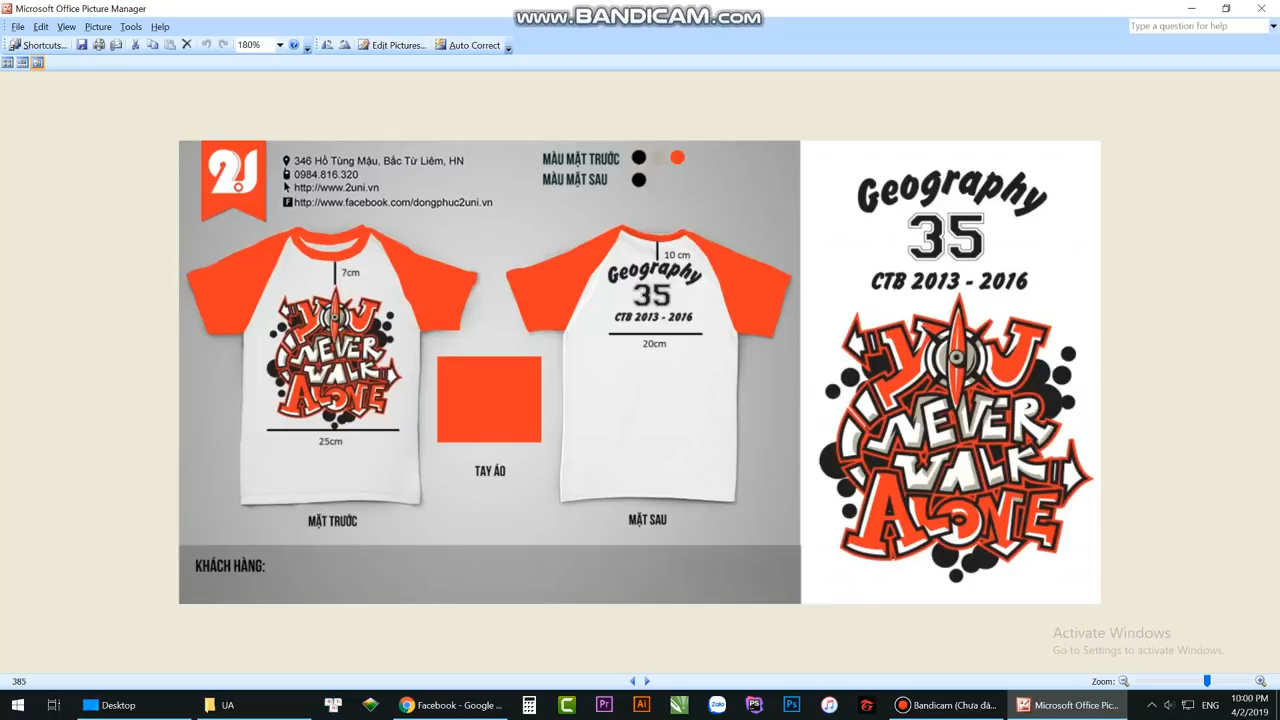 Microsoft Office Picture Manager
www.BANDICAM.com
File Edit View Picture Tools Help
Type a question for help
Shortcuts... 180% Edit Pictures... Auto Correct
2U
346 Hồ Tùng Mậu, Bắc Từ Liêm, HN
0984.816.320
http://www.2uni.vn
http://www.facebook.com/dongphuc2uni.vn
MÀU MẶT TRƯỚC
MÀU MẶT SAU
7cm
YOU
NEVER
WALK
ALONE
25cm
MẶT TRƯỚC
TAY ÁO
10 cm
Geography
35
CTB 2013 - 2016
20cm
MẶT SAU
KHÁCH HÀNG:
Geography
35
CTB 2013 - 2016
YOU
NEVER
WALK
ALONE
Activate Windows
Go to Settings to activate Windows.
385
Zoom:
Desktop
UA
Facebook - Google ...
Pr
Ai
Zalo
Ps
Bandicam (Chưa đă...
Microsoft Office Pic...
ENG
10:00 PM
4/2/2019